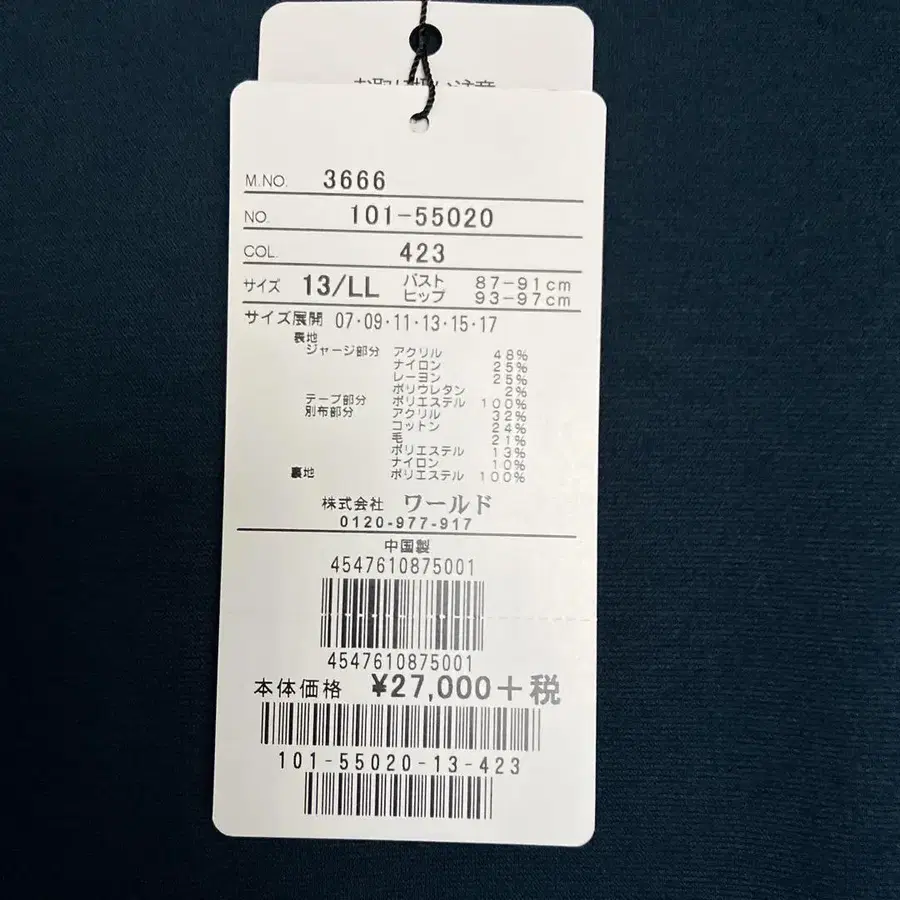 お取り扱い注意
M.NO. 3666
NO. 101-55020
COL. 423
サイズ 13/LL バスト 87-91cm
ヒップ 93-97cm
サイズ展開 07・09・11・13・15・17
表地
ジャージ部分 アクリル 48%
ナイロン 25%
レーヨン 25%
ポリウレタン 2%
テープ部分 ポリエステル 100%
別布部分 アクリル 32%
コットン 24%
毛 21%
ポリエステル 13%
ナイロン 10%
裏地 ポリエステル 100%
株式会社 ワールド
0120-977-917
中国製
4547610875001
4547610875001
本体価格 ¥27,000+税
101-55020-13-423